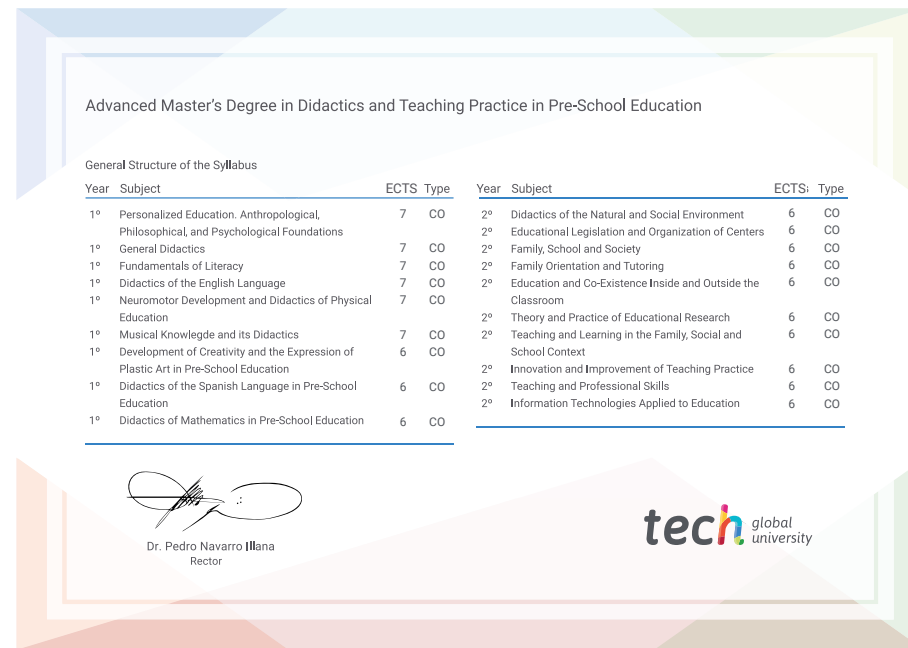 Advanced Master's Degree in Didactics and Teaching Practice in Pre-School Education
General Structure of the Syllabus
Year Subject ECTS Type
1º Personalized Education. Anthropological, 7 CO
Philosophical, and Psychological Foundations
1º General Didactics 7 CO
1º Fundamentals of Literacy 7 CO
1º Didactics of the English Language 7 CO
1º Neuromotor Development and Didactics of Physical 7 CO
Education
1º Musical Knowlegde and its Didactics 7 CO
1º Development of Creativity and the Expression of 6 CO
Plastic Art in Pre-School Education
1º Didactics of the Spanish Language in Pre-School 6 CO
Education
1º Didactics of Mathematics in Pre-School Education 6 CO
Year Subject ECTS; Type
2º Didactics of the Natural and Social Environment 6 CO
2º Educational Legislation and Organization of Centers 6 CO
2º Family, School and Society 6 CO
2º Family Orientation and Tutoring 6 CO
2º Education and Co-Existence Inside and Outside the 6 CO
Classroom
2º Theory and Practice of Educational Research 6 CO
2º Teaching and Learning in the Family, Social and 6 CO
School Context
2º Innovation and Improvement of Teaching Practice 6 CO
2º Teaching and Professional Skills 6 CO
2º Information Technologies Applied to Education 6 CO
Dr. Pedro Navarro Illana
Rector
tech global
university